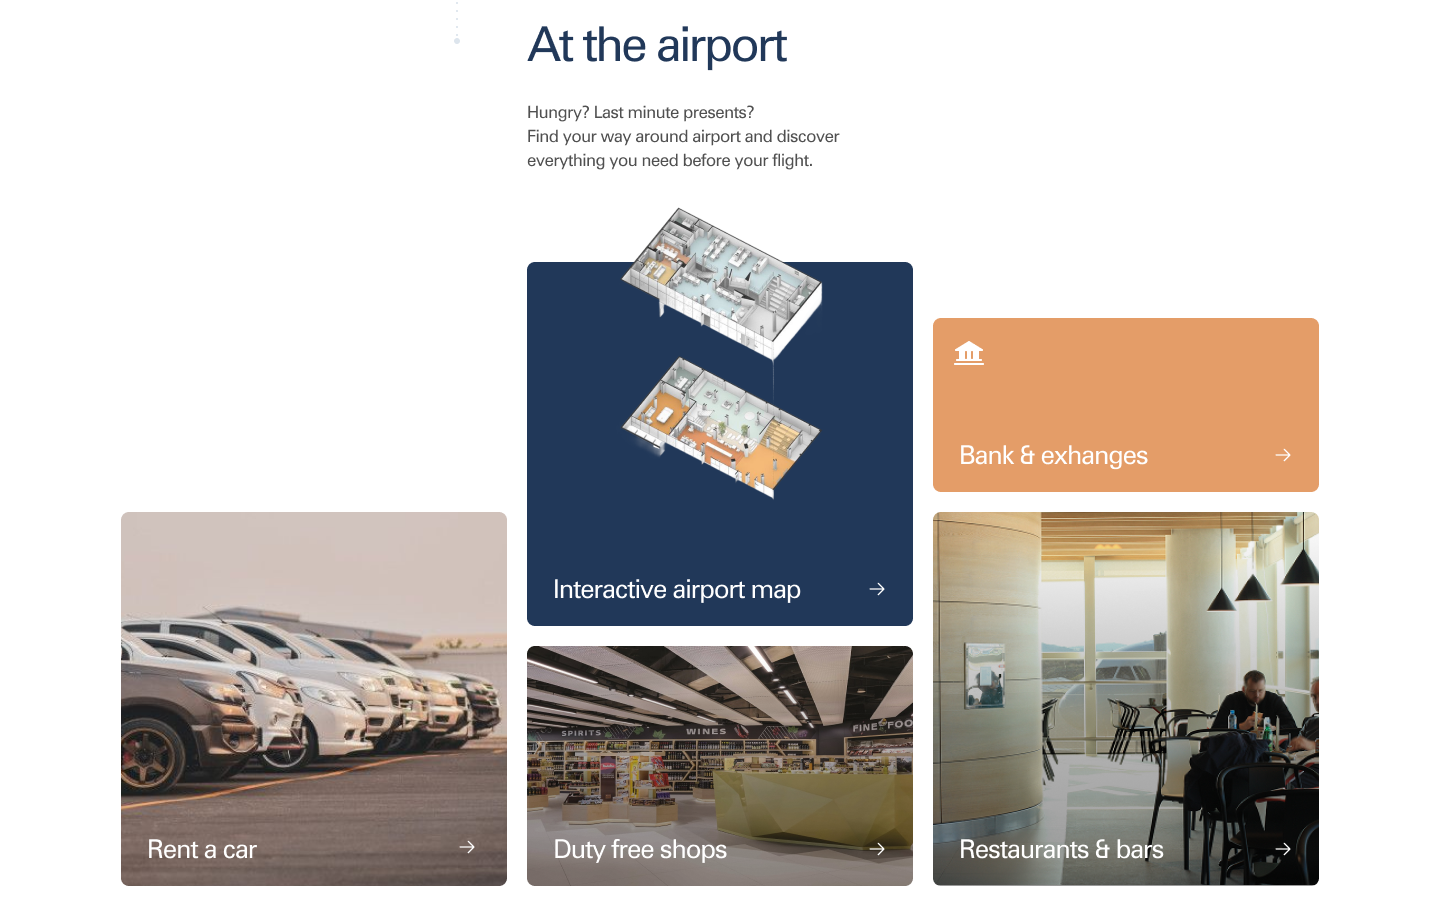 At the airport
Hungry? Last minute presents?
Find your way around airport and discover
everything you need before your flight.
Bank & exhanges
Interactive airport map
SPIRITS
WINES
FINE FOO
Rent a car
Duty free shops
Restaurants & bars